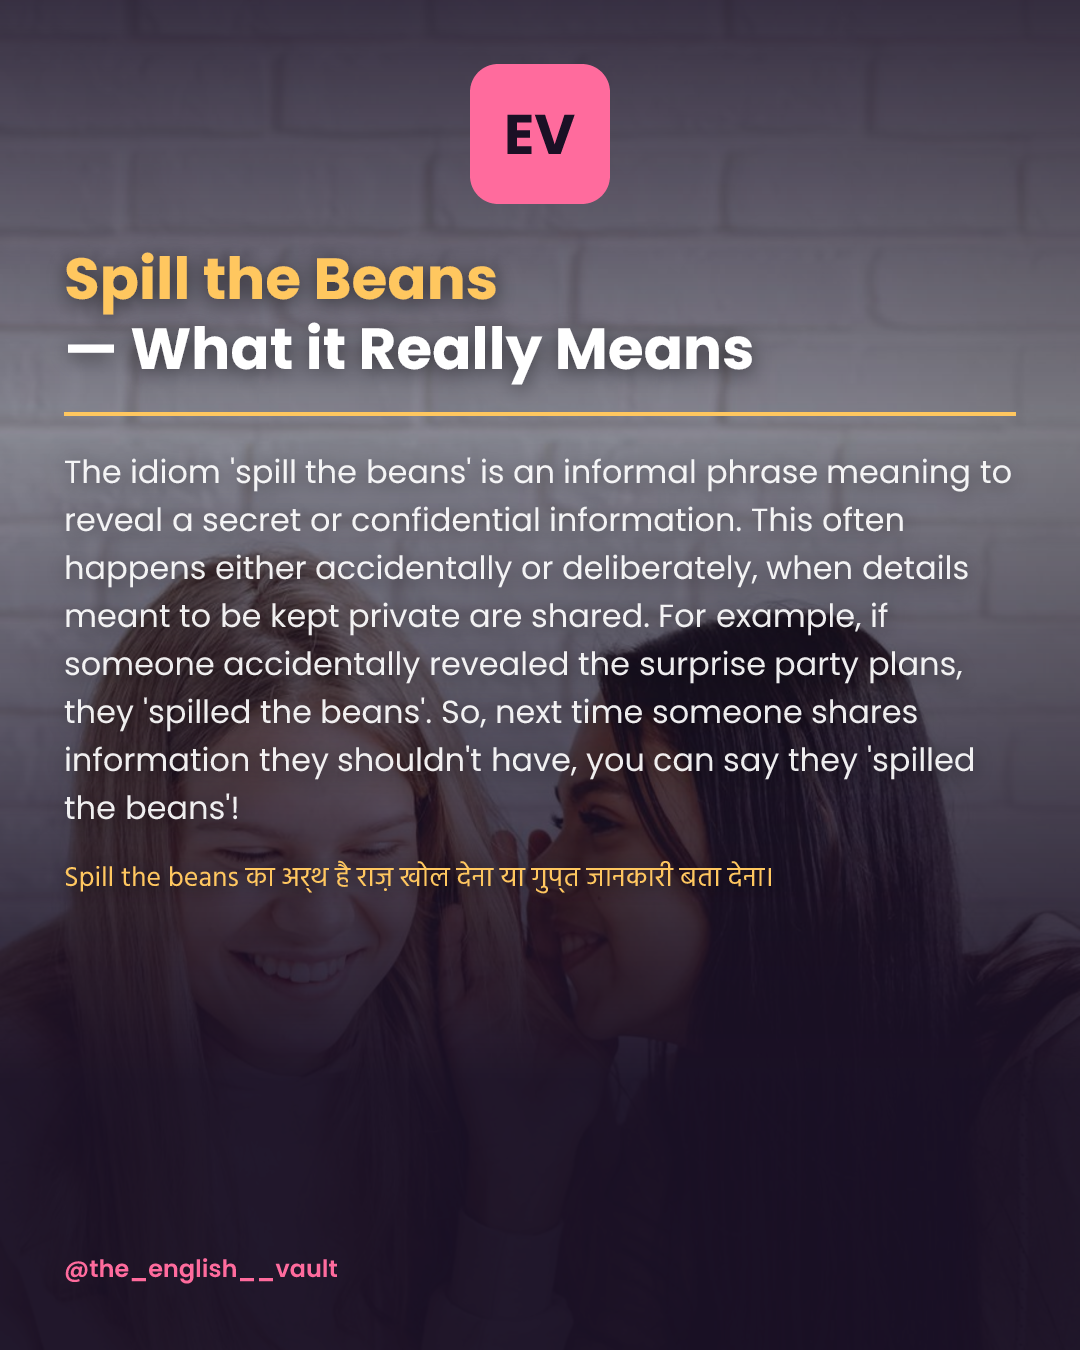 EV
Spill the Beans
— What it Really Means
The idiom 'spill the beans' is an informal phrase meaning to
reveal a secret or confidential information. This often
happens either accidentally or deliberately, when details
meant to be kept private are shared. For example, if
someone accidentally revealed the surprise party plans,
they 'spilled the beans'. So, next time someone shares
information they shouldn't have, you can say they 'spilled
the beans'!
Spill the beans का अर्थ है राज़ खोल देना या गुप्त जानकारी बता देना।
@the_english__vault